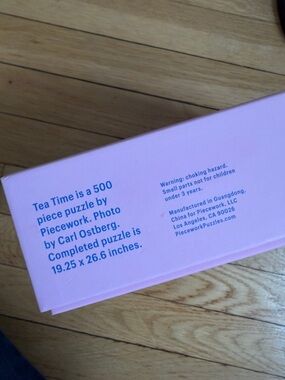 Tea Time is a 500
piece puzzle by
Piecework. Photo
by Carl Ostberg.
Completed puzzle is
19.25 x 26.6 inches.
Warning: choking hazard.
Small parts not for children
under 3 years.
Manufactured in Guangdong,
China for Piecework, LLC
Los Angeles, CA 90026
PieceworkPuzzles.com